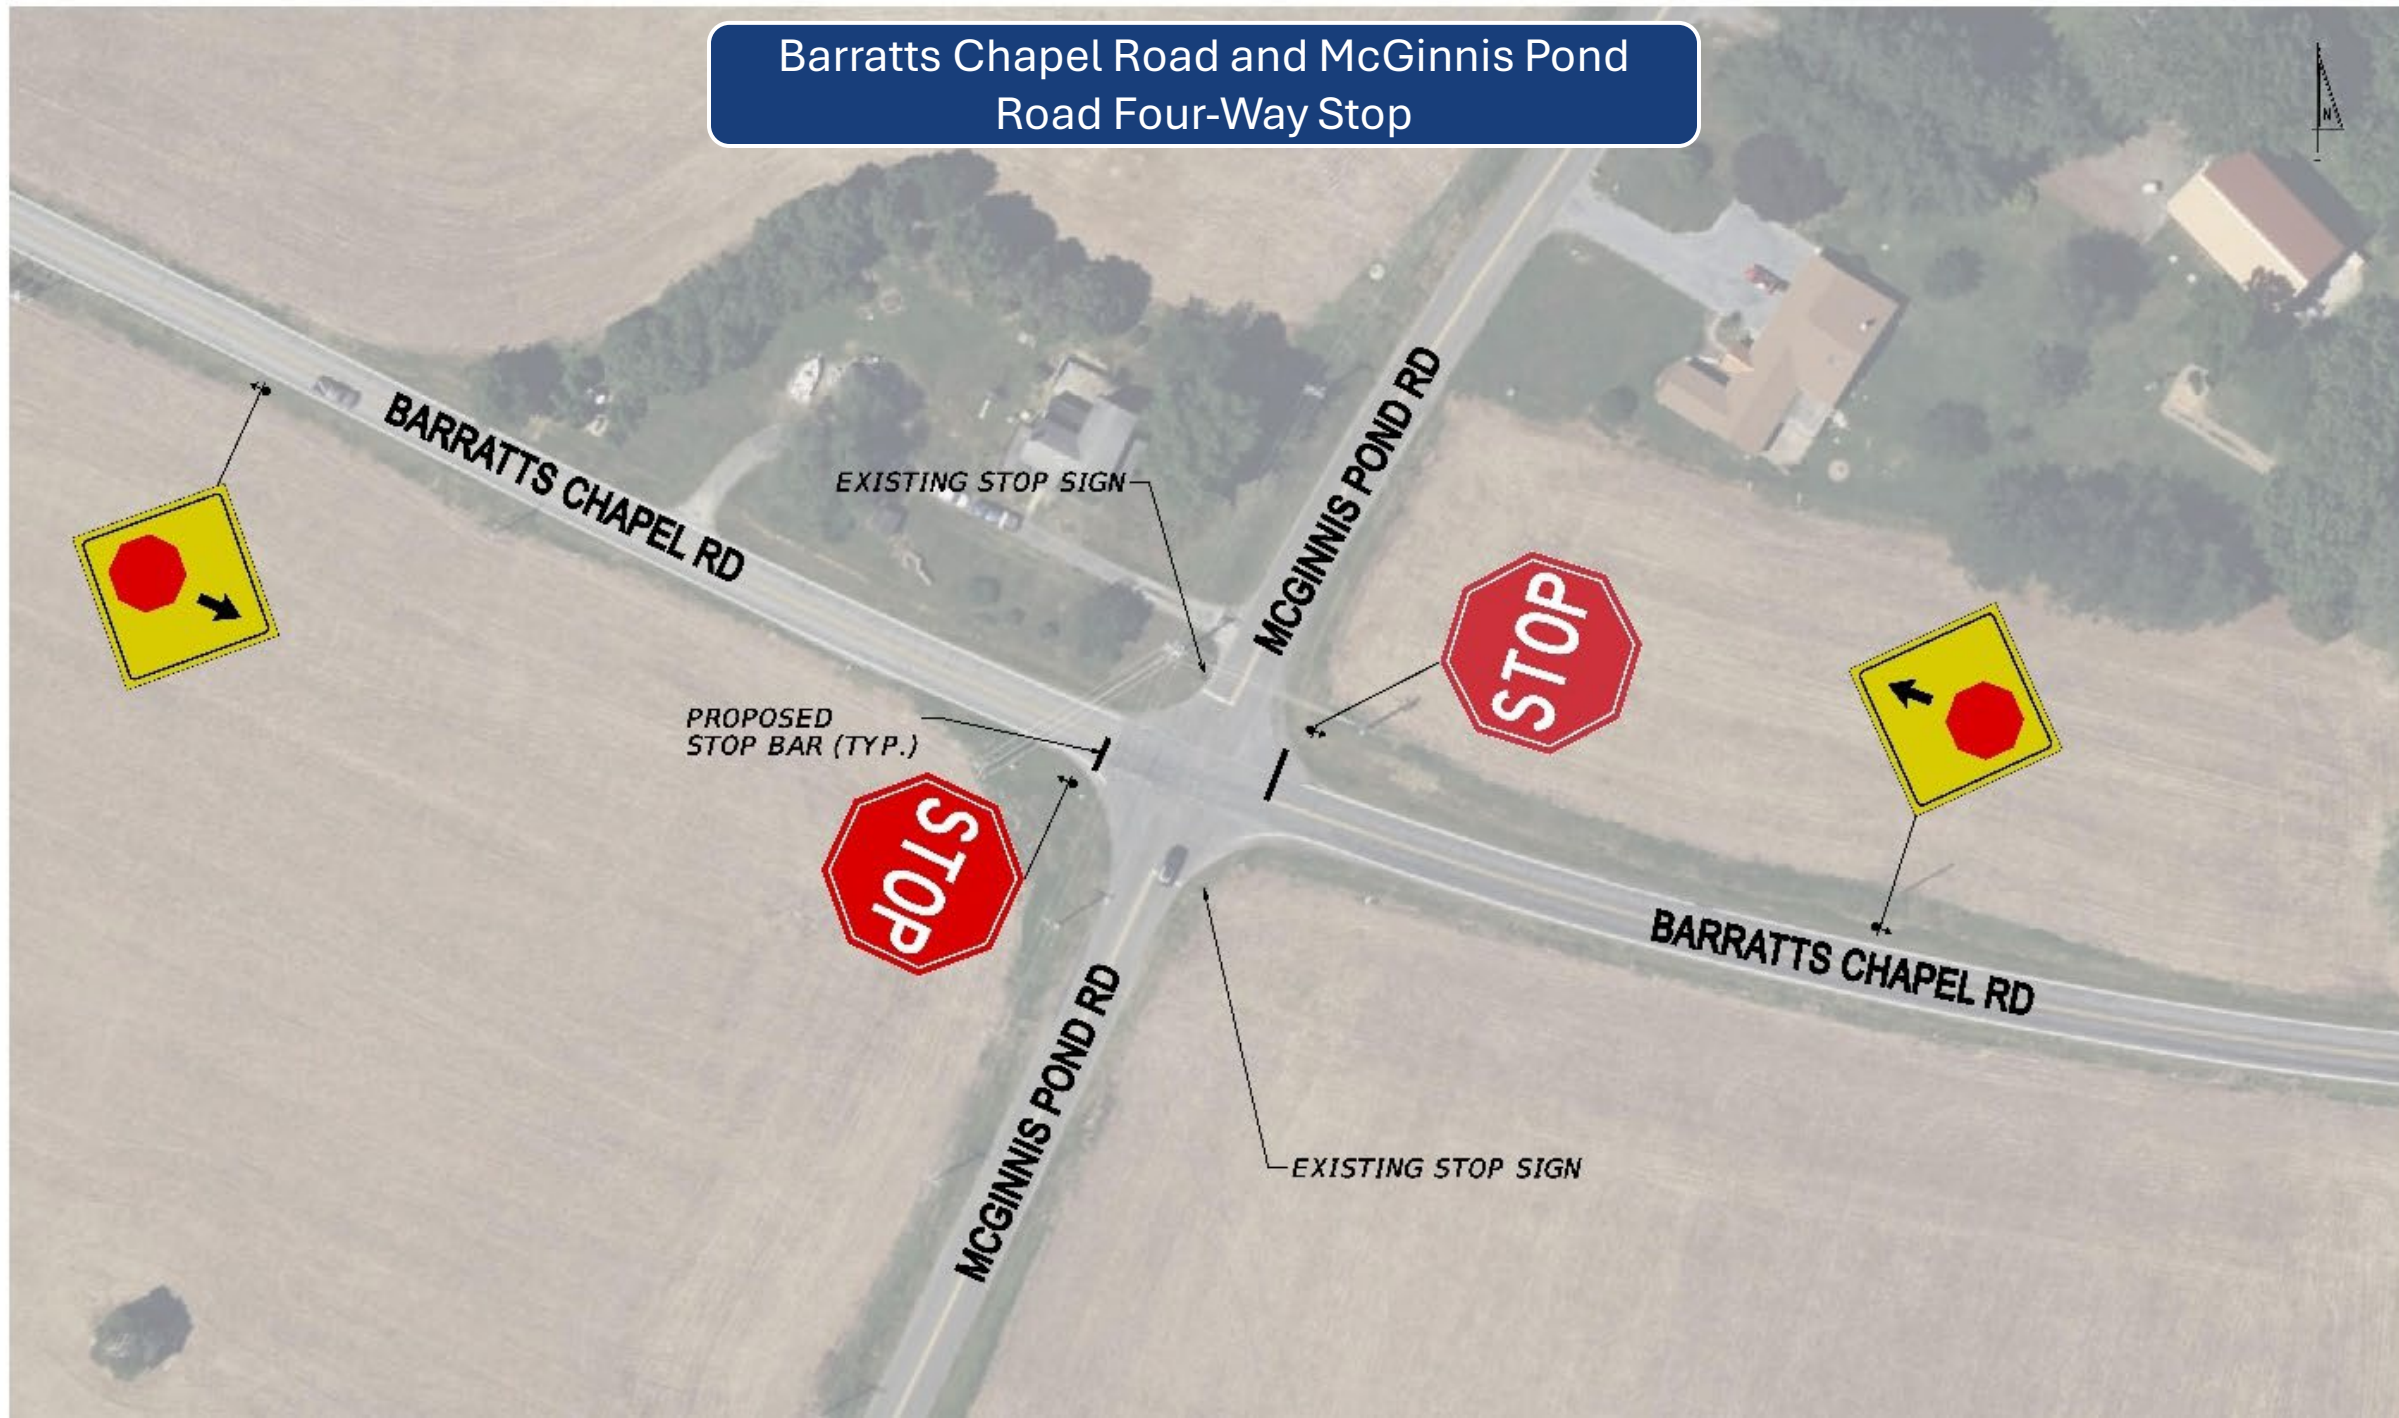 Barratts Chapel Road and McGinnis Pond
Road Four-Way Stop
N
BARRATTS CHAPEL RD
EXISTING STOP SIGN
MCGINNIS POND RD
STOP
PROPOSED
STOP BAR (TYP.)
STOP
BARRATTS CHAPEL RD
MCGINNIS POND RD
EXISTING STOP SIGN